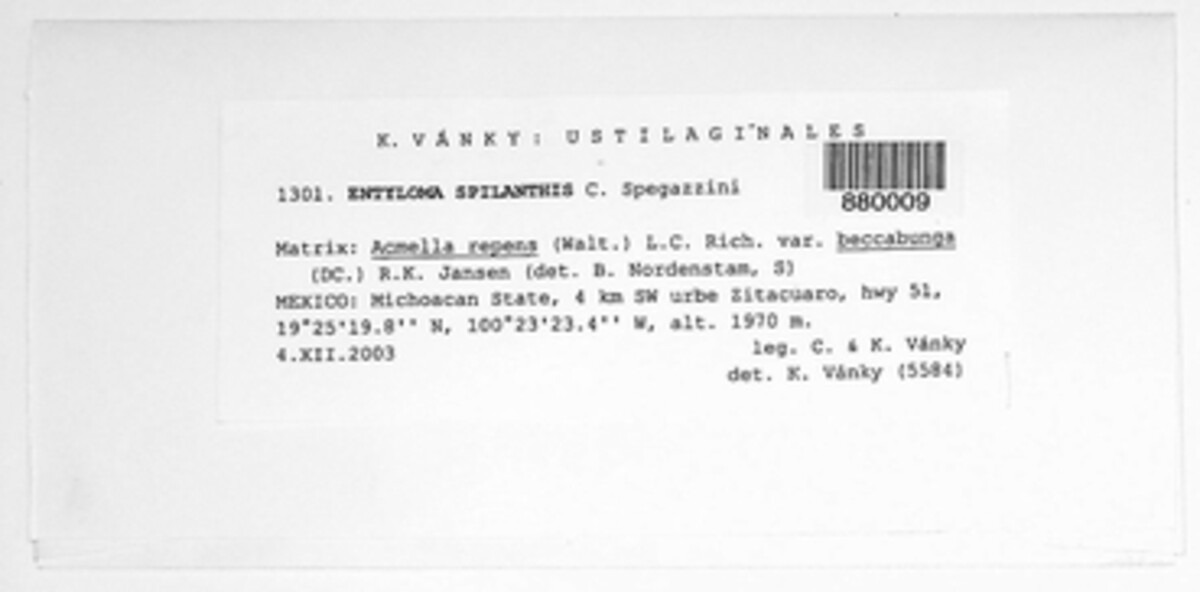 K. VÁNKY: USTILAGINALES
880009
1301. ENTYLOMA SPILANTHIS C. Spegazzini
Matrix: Acmella repens (Walt.) L.C. Rich. var. beccabunga
(DC.) R.K. Jansen (det. B. Nordenstam, S)
MEXICO: Michoacan State, 4 km SW urbe Zitacuaro, hwy 51,
19°25'19.8'' N, 100°23'23.4'' W, alt. 1970 m.
4.XII.2003 leg. C. & K. Vánky
det. K. Vánky (5584)